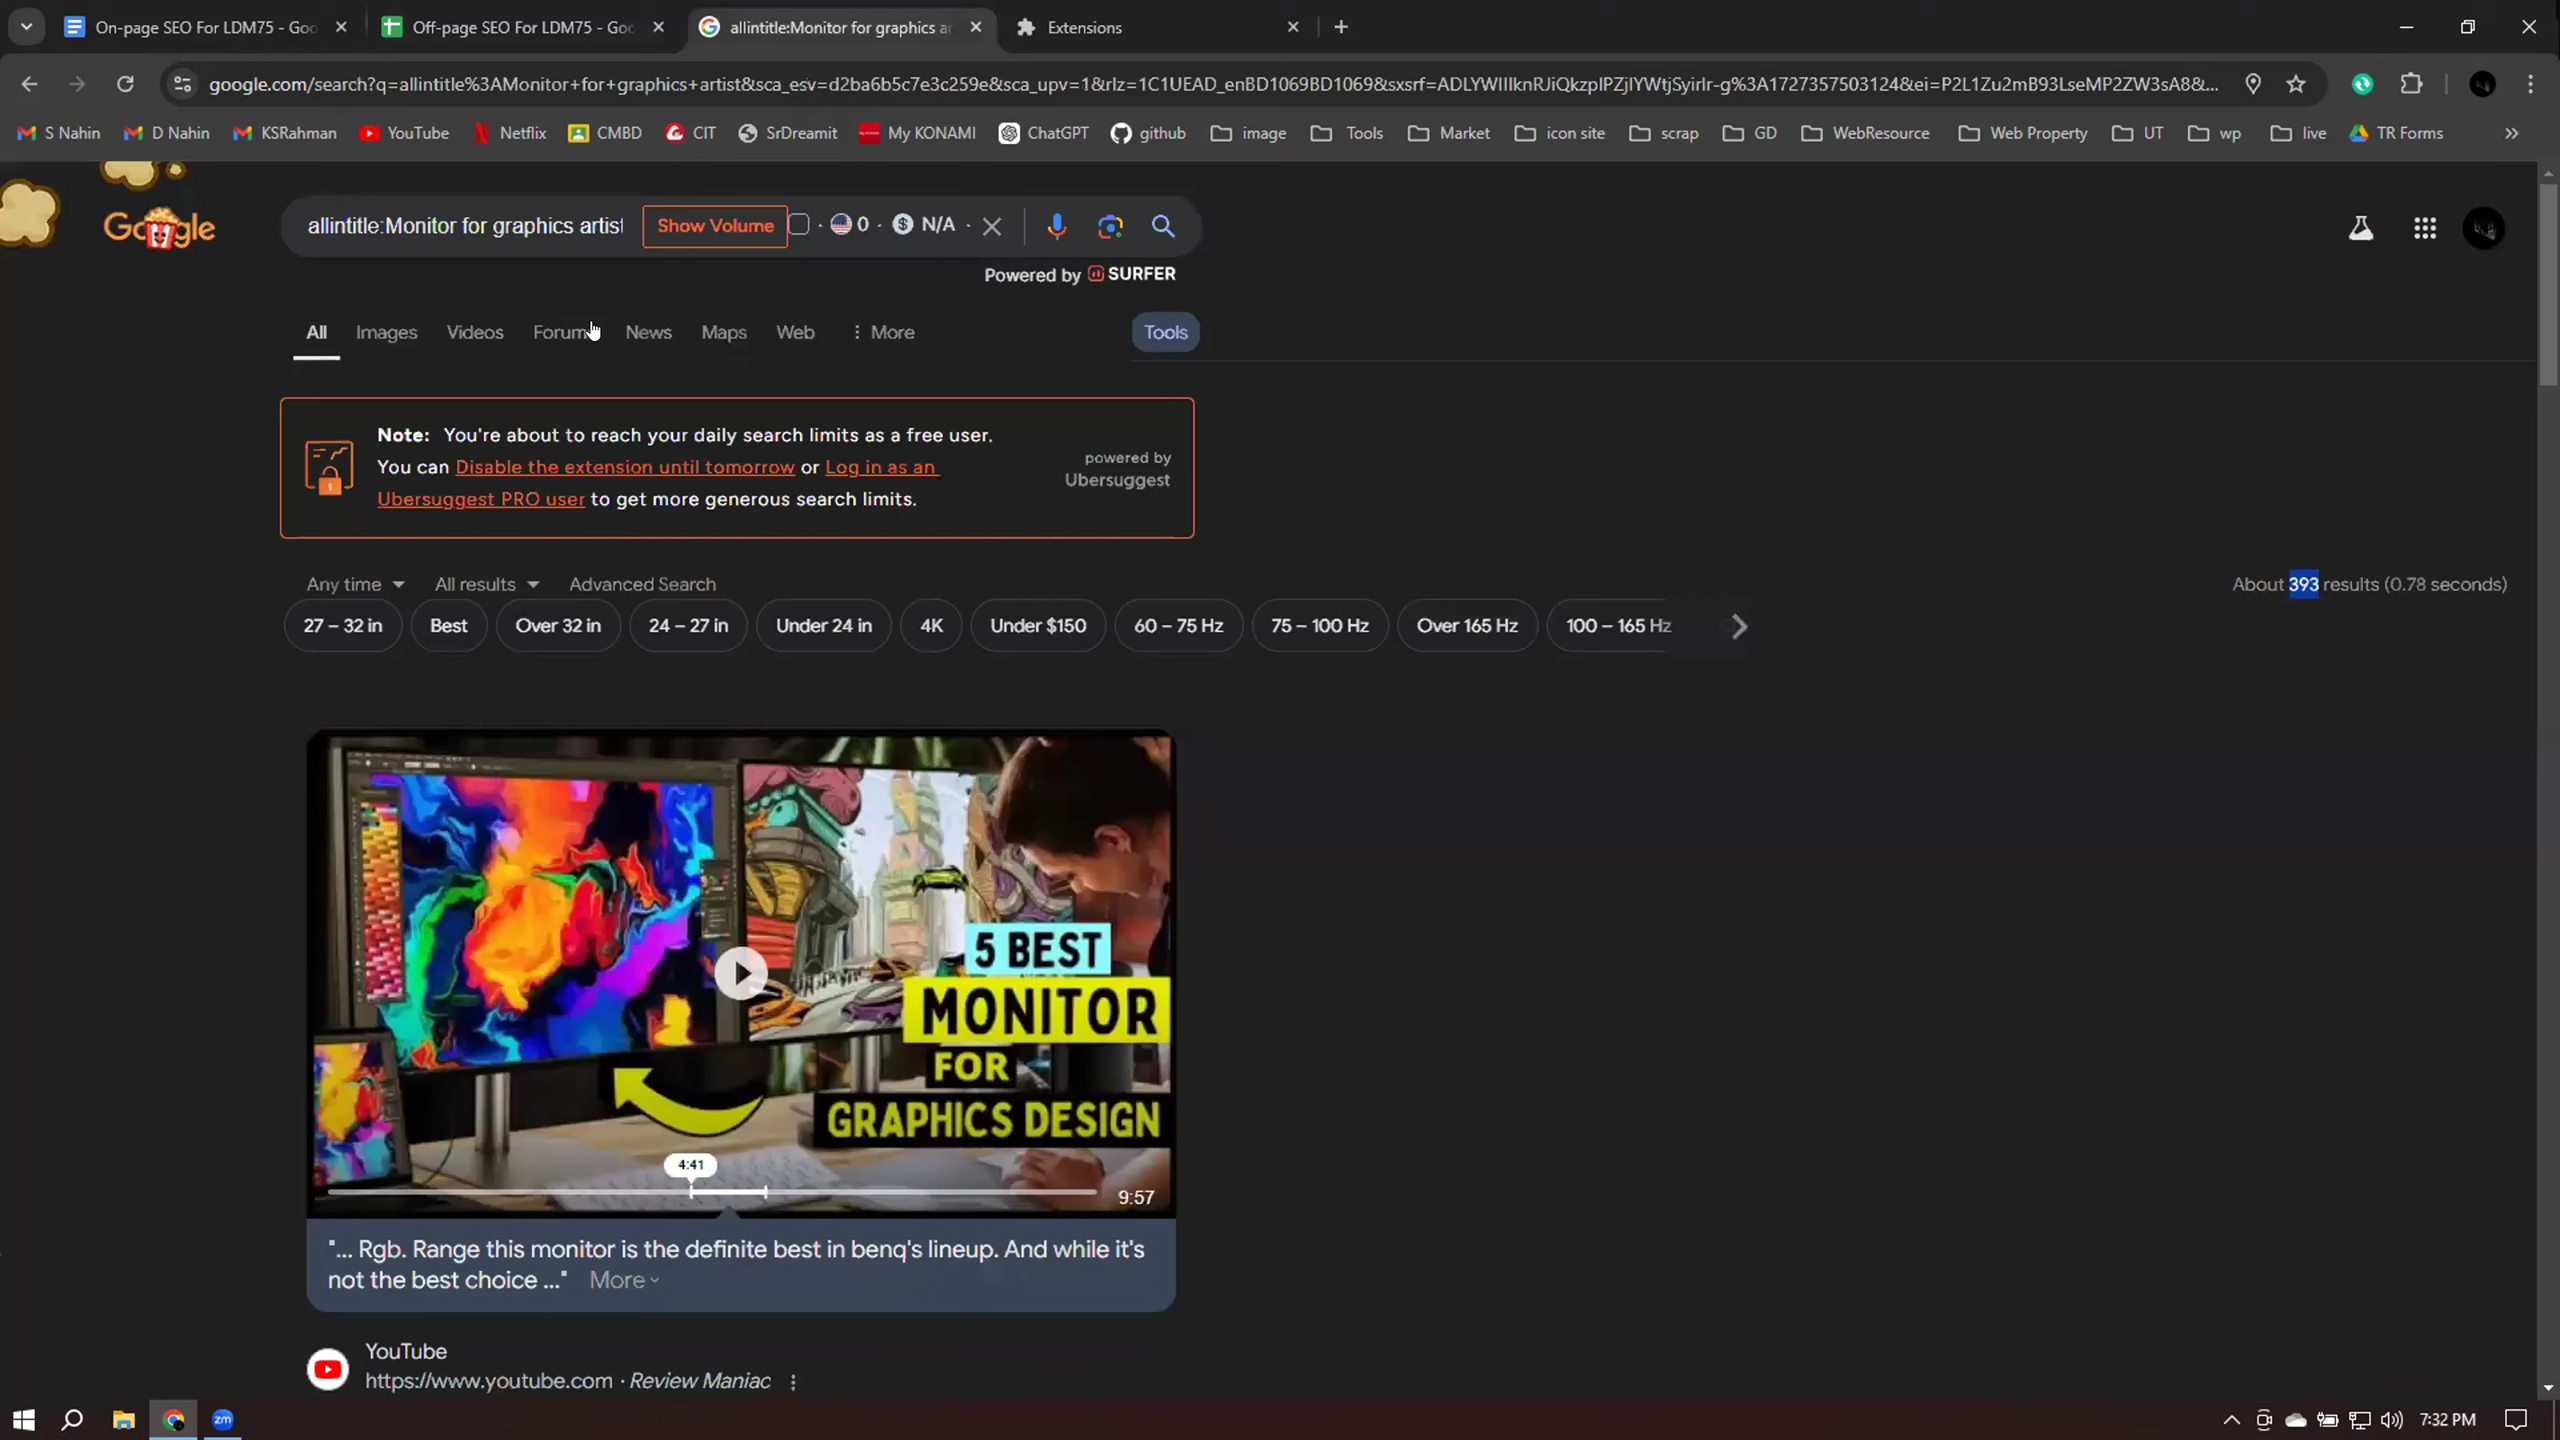 On-page SEO For LDM75 - Goo
Off-page SEO For LDM75 - Goo
allintitle:Monitor for graphics ar
Extensions
google.com/search?q=allintitle%3AMonitor+for+graphics+artist&sca_esv=d2ba6b5c7e3c259e&sca_upv=1&rlz=1C1UEAD_enBD1069BD1069&sxsrf=ADLYWIIlknRJiQkzplPZjlYWtjSyirlr-g%3A1727357503124&ei=P2L1Zu2mB93LseMP2ZW3sA8&...
S Nahin
D Nahin
KSRahman
YouTube
Netflix
CMBD
CIT
SrDreamit
My KONAMI
ChatGPT
github
image
Tools
Market
icon site
scrap
GD
WebResource
Web Property
UT
wp
live
TR Forms
Google
allintitle:Monitor for graphics artist
Show Volume
· 0 · N/A ·
Powered by SURFER
All
Images
Videos
Forum
News
Maps
Web
More
Tools
Note: You're about to reach your daily search limits as a free user.
You can Disable the extension until tomorrow or Log in as an
Ubersuggest PRO user to get more generous search limits.
powered by
Ubersuggest
Any time
All results
Advanced Search
About 393 results (0.78 seconds)
27 – 32 in
Best
Over 32 in
24 – 27 in
Under 24 in
4K
Under $150
60 – 75 Hz
75 – 100 Hz
Over 165 Hz
100 – 165 Hz
5 BEST
MONITOR
FOR
GRAPHICS DESIGN
4:41
9:57
"... Rgb. Range this monitor is the definite best in benq's lineup. And while it's
not the best choice ..." More
YouTube
https://www.youtube.com · Review Maniac
zm
7:32 PM